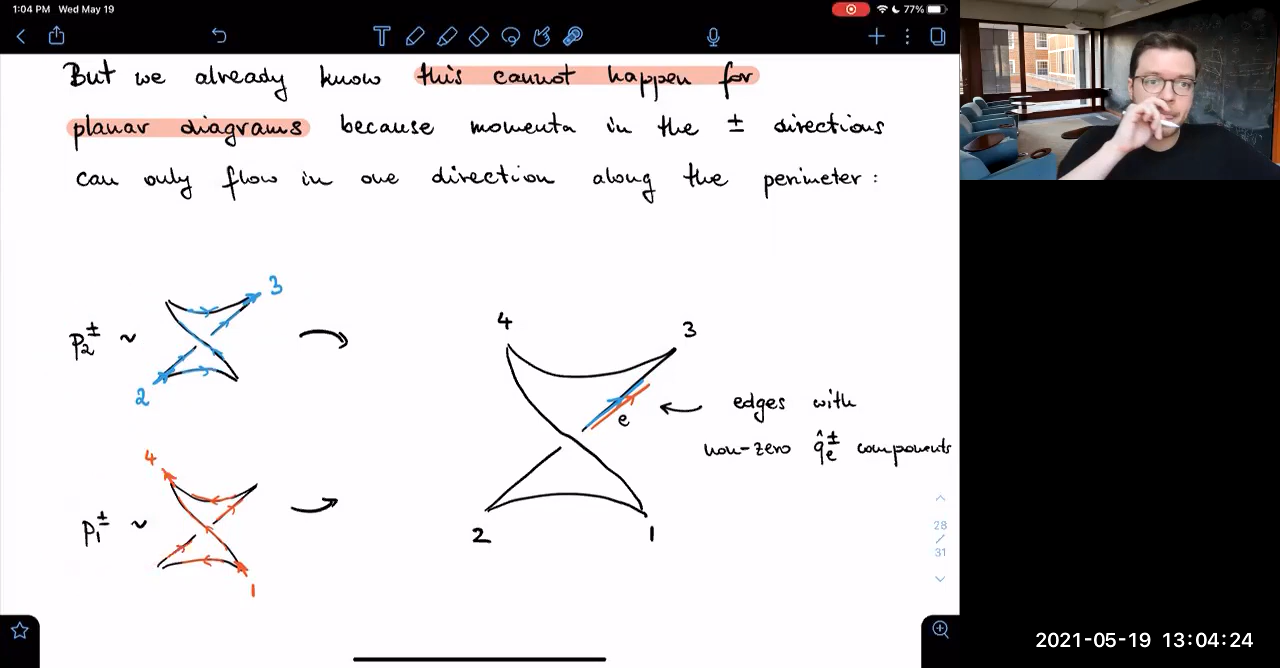 1:04 PM Wed May 19
77%
But we already know this cannot happen for
planar diagrams because momenta in the ± directions
can only flow in one direction along the perimeter:
3
p₂^± ~
2
4
3
e
edges with
non-zero q̂ₑ^± components
2
1
4
p₁^± ~
1
28
/
31
2021-05-19 13:04:24